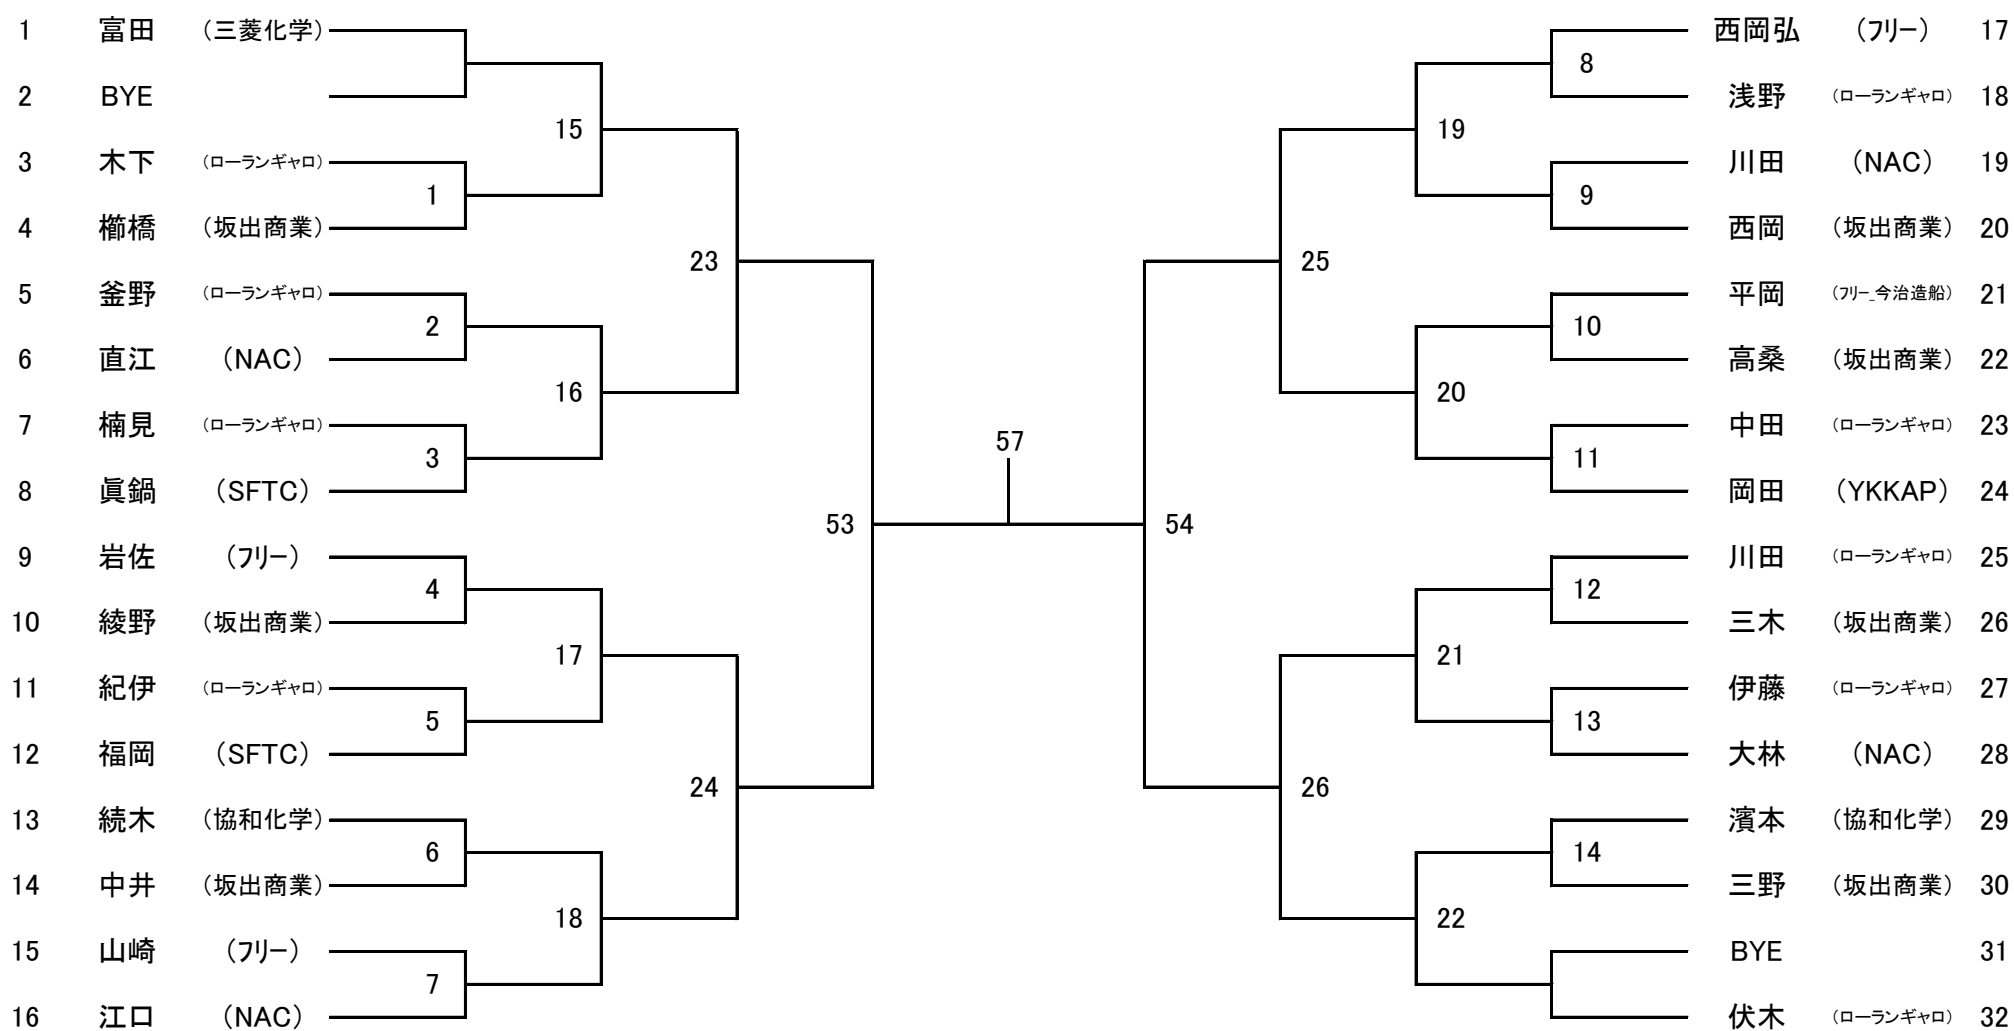 1 富田 （三菱化学） 西岡弘 （フリー） 17
8
2 BYE 浅野 （ローランギャロ） 18
15 19
3 木下 （ローランギャロ） 川田 （NAC） 19
1 9
4 櫛橋 （坂出商業） 西岡 （坂出商業） 20
23 25
5 釜野 （ローランギャロ） 平岡 （フリー_今治造船） 21
2 10
6 直江 （NAC） 高桑 （坂出商業） 22
16 20
7 楠見 （ローランギャロ） 中田 （ローランギャロ） 23
57
3 11
8 眞鍋 （SFTC） 岡田 （YKKAP） 24
53 54
9 岩佐 （フリー） 川田 （ローランギャロ） 25
4 12
10 綾野 （坂出商業） 三木 （坂出商業） 26
17 21
11 紀伊 （ローランギャロ） 伊藤 （ローランギャロ） 27
5 13
12 福岡 （SFTC） 大林 （NAC） 28
24 26
13 続木 （協和化学） 濱本 （協和化学） 29
6 14
14 中井 （坂出商業） 三野 （坂出商業） 30
18 22
15 山崎 （フリー） BYE 31
7
16 江口 （NAC） 伏木 （ローランギャロ） 32